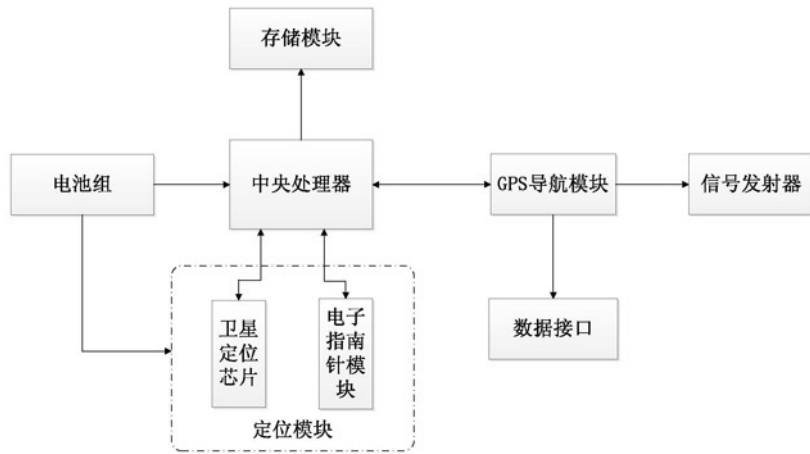 存储模块
电池组
中央处理器
GPS导航模块
信号发射器
卫星
定位
芯片
电子
指南
针模
块
定位模块
数据接口